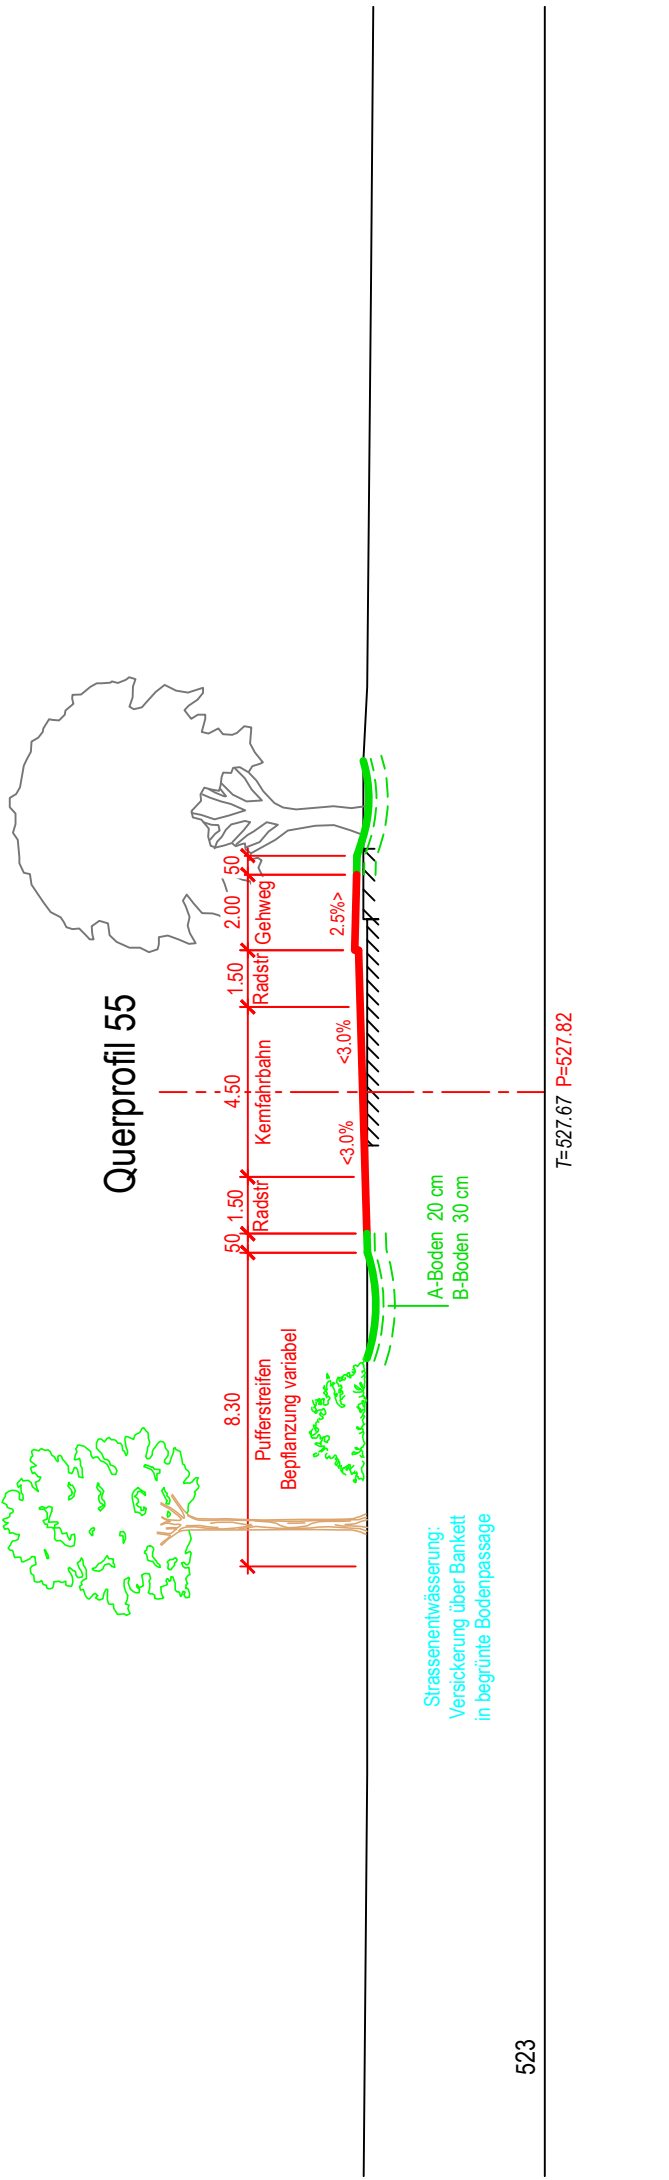 Querprofil 55
8.30
50
1.50
4.50
1.50
2.00
50
Pufferstreifen
Bepflanzung variabel
Radstr
Kernfahrbahn
Radstr
Gehweg
<3.0%
<3.0%
2.5%>
Strassenentwässerung:
Versickerung über Bankett
in begrünte Bodenpassage
A-Boden 20 cm
B-Boden 30 cm
523
T=527.67 P=527.82